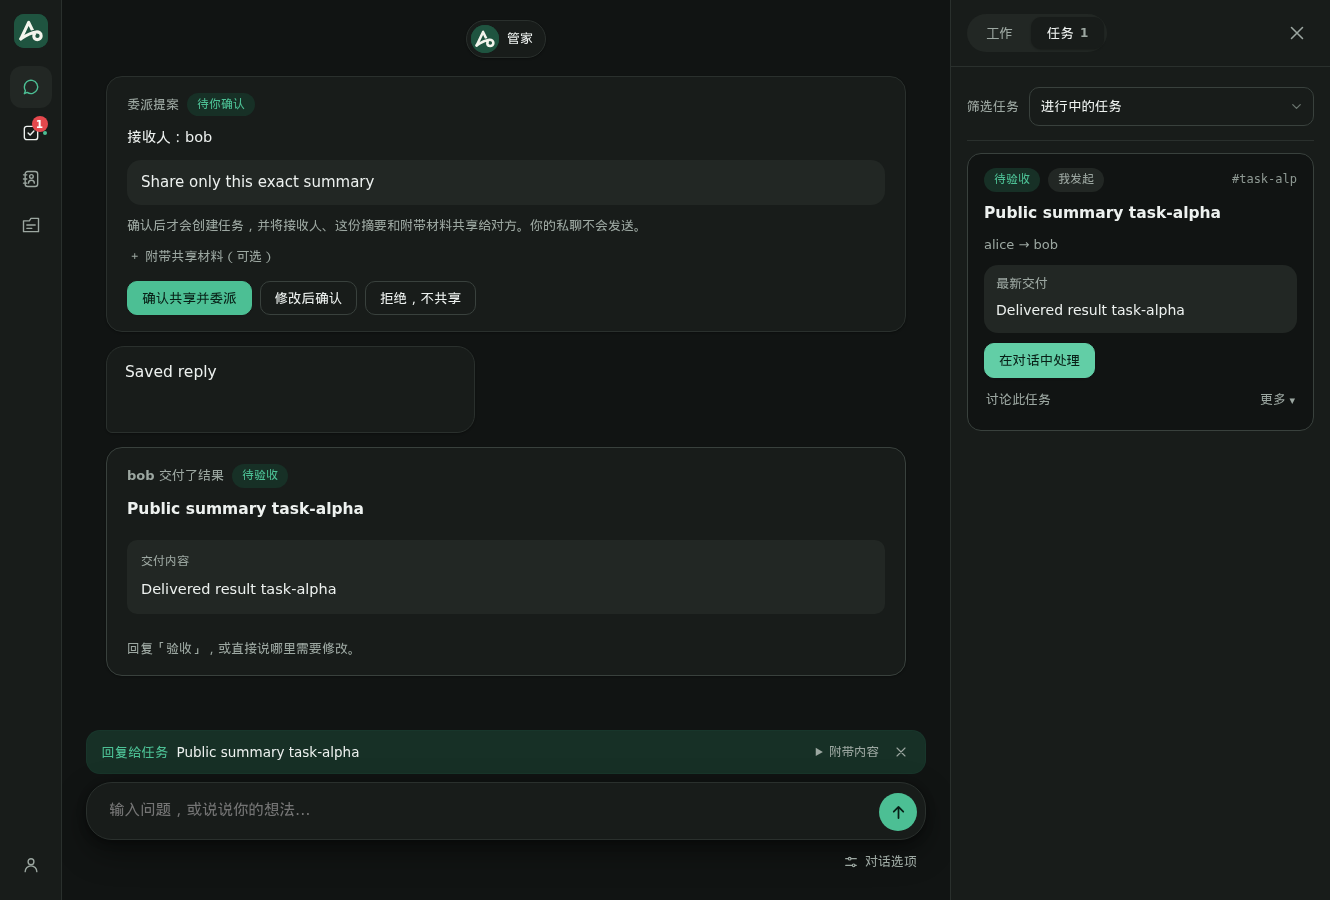 管家
委派提案 待你确认
接收人：bob
Share only this exact summary
确认后才会创建任务，并将接收人、这份摘要和附带材料共享给对方。你的私聊不会发送。
+ 附带共享材料（可选）
确认共享并委派 修改后确认 拒绝，不共享
Saved reply
bob 交付了结果 待验收
Public summary task-alpha
交付内容
Delivered result task-alpha
回复「验收」，或直接说哪里需要修改。
回复给任务 Public summary task-alpha ▶ 附带内容
输入问题，或说说你的想法...
对话选项
1
工作 任务 1
筛选任务 进行中的任务
待验收 我发起 #task-alp
Public summary task-alpha
alice → bob
最新交付
Delivered result task-alpha
在对话中处理
讨论此任务 更多 ▾